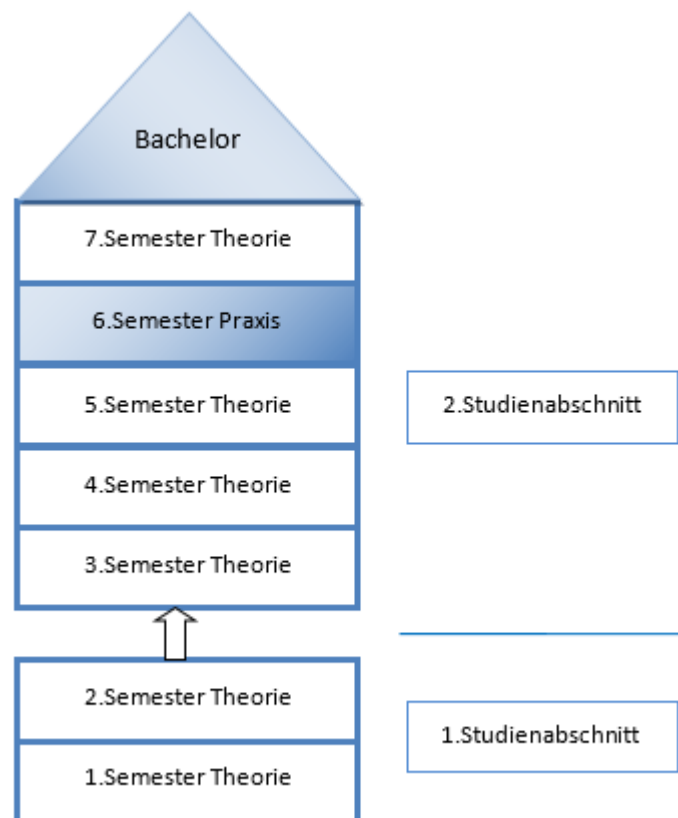 Bachelor
7.Semester Theorie
6.Semester Praxis
5.Semester Theorie
2.Studienabschnitt
4.Semester Theorie
3.Semester Theorie
2.Semester Theorie
1.Studienabschnitt
1.Semester Theorie